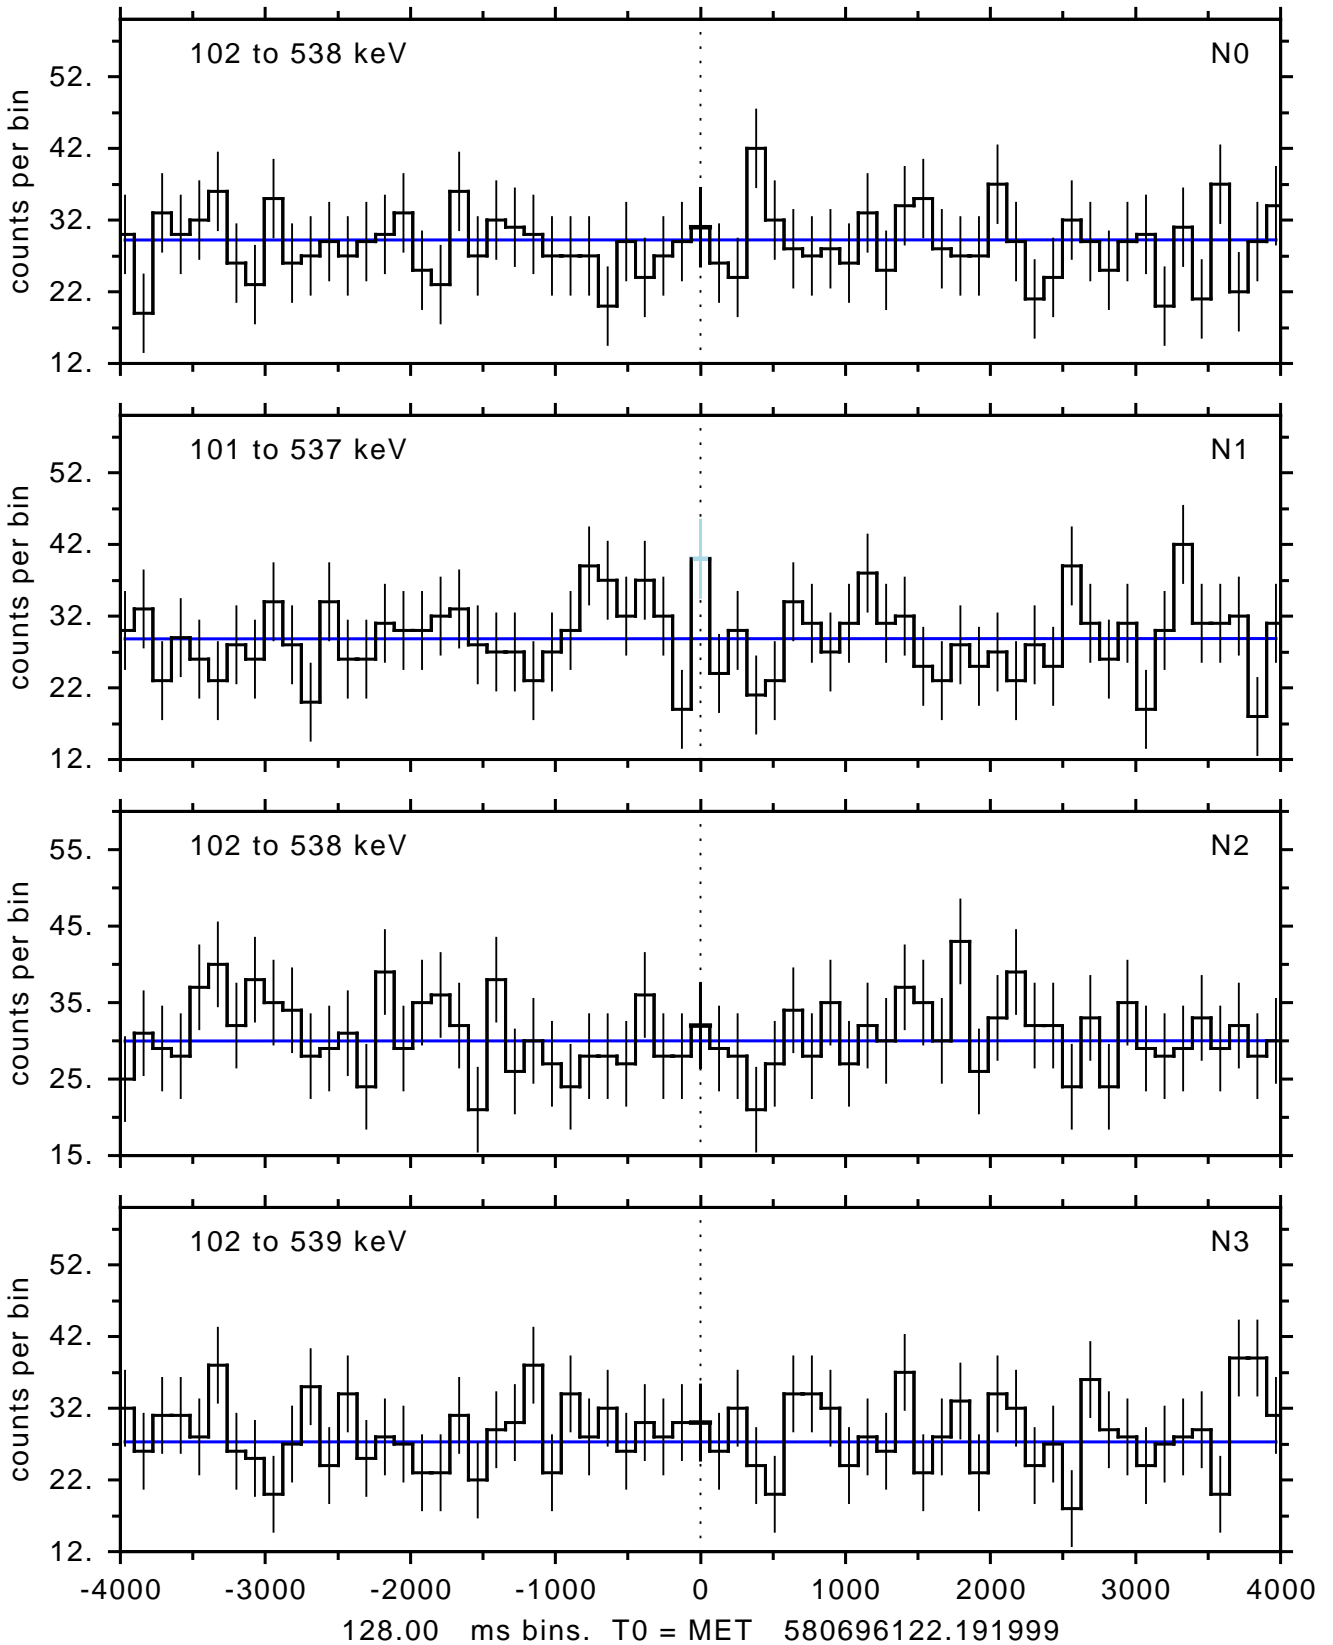 102 to 538 keV N0
52.
42.
32.
22.
12.
counts per bin
101 to 537 keV N1
52.
42.
32.
22.
12.
counts per bin
102 to 538 keV N2
55.
45.
35.
25.
15.
counts per bin
102 to 539 keV N3
52.
42.
32.
22.
12.
counts per bin
-4000 -3000 -2000 -1000 0 1000 2000 3000 4000
128.00 ms bins. T0 = MET 580696122.191999